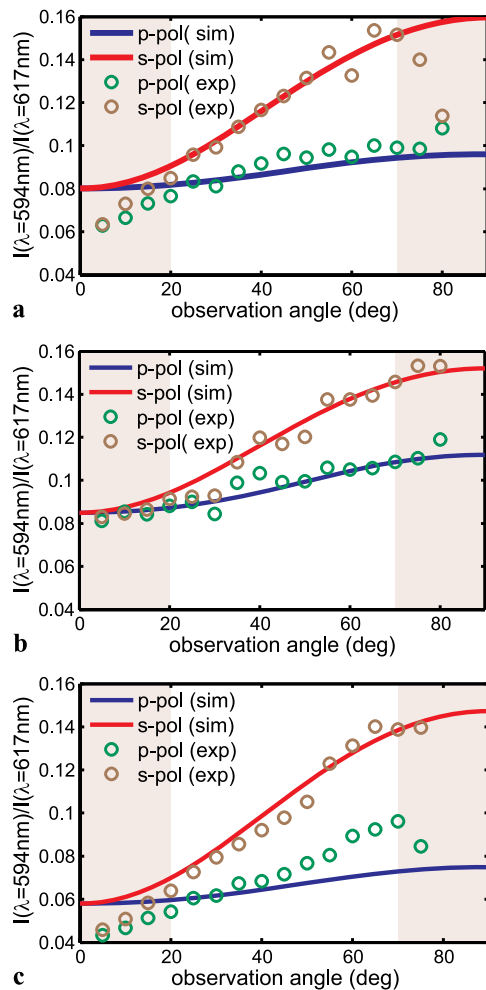 0.16
0.14
0.12
0.1
0.08
0.06
0.04
I(λ=594nm)/I(λ=617nm)
p-pol( sim)
s-pol (sim)
p-pol( exp)
s-pol (exp)
0 20 40 60 80
observation angle (deg)
a
0.16
0.14
0.12
0.1
0.08
0.06
0.04
I(λ=594nm)/I(λ=617nm)
p-pol (sim)
s-pol (sim)
p-pol (exp)
s-pol( exp)
0 20 40 60 80
observation angle (deg)
b
0.16
0.14
0.12
0.1
0.08
0.06
0.04
I(λ=594nm)/I(λ=617nm)
p-pol (sim)
s-pol (sim)
p-pol (exp)
s-pol (exp)
0 20 40 60 80
observation angle (deg)
c